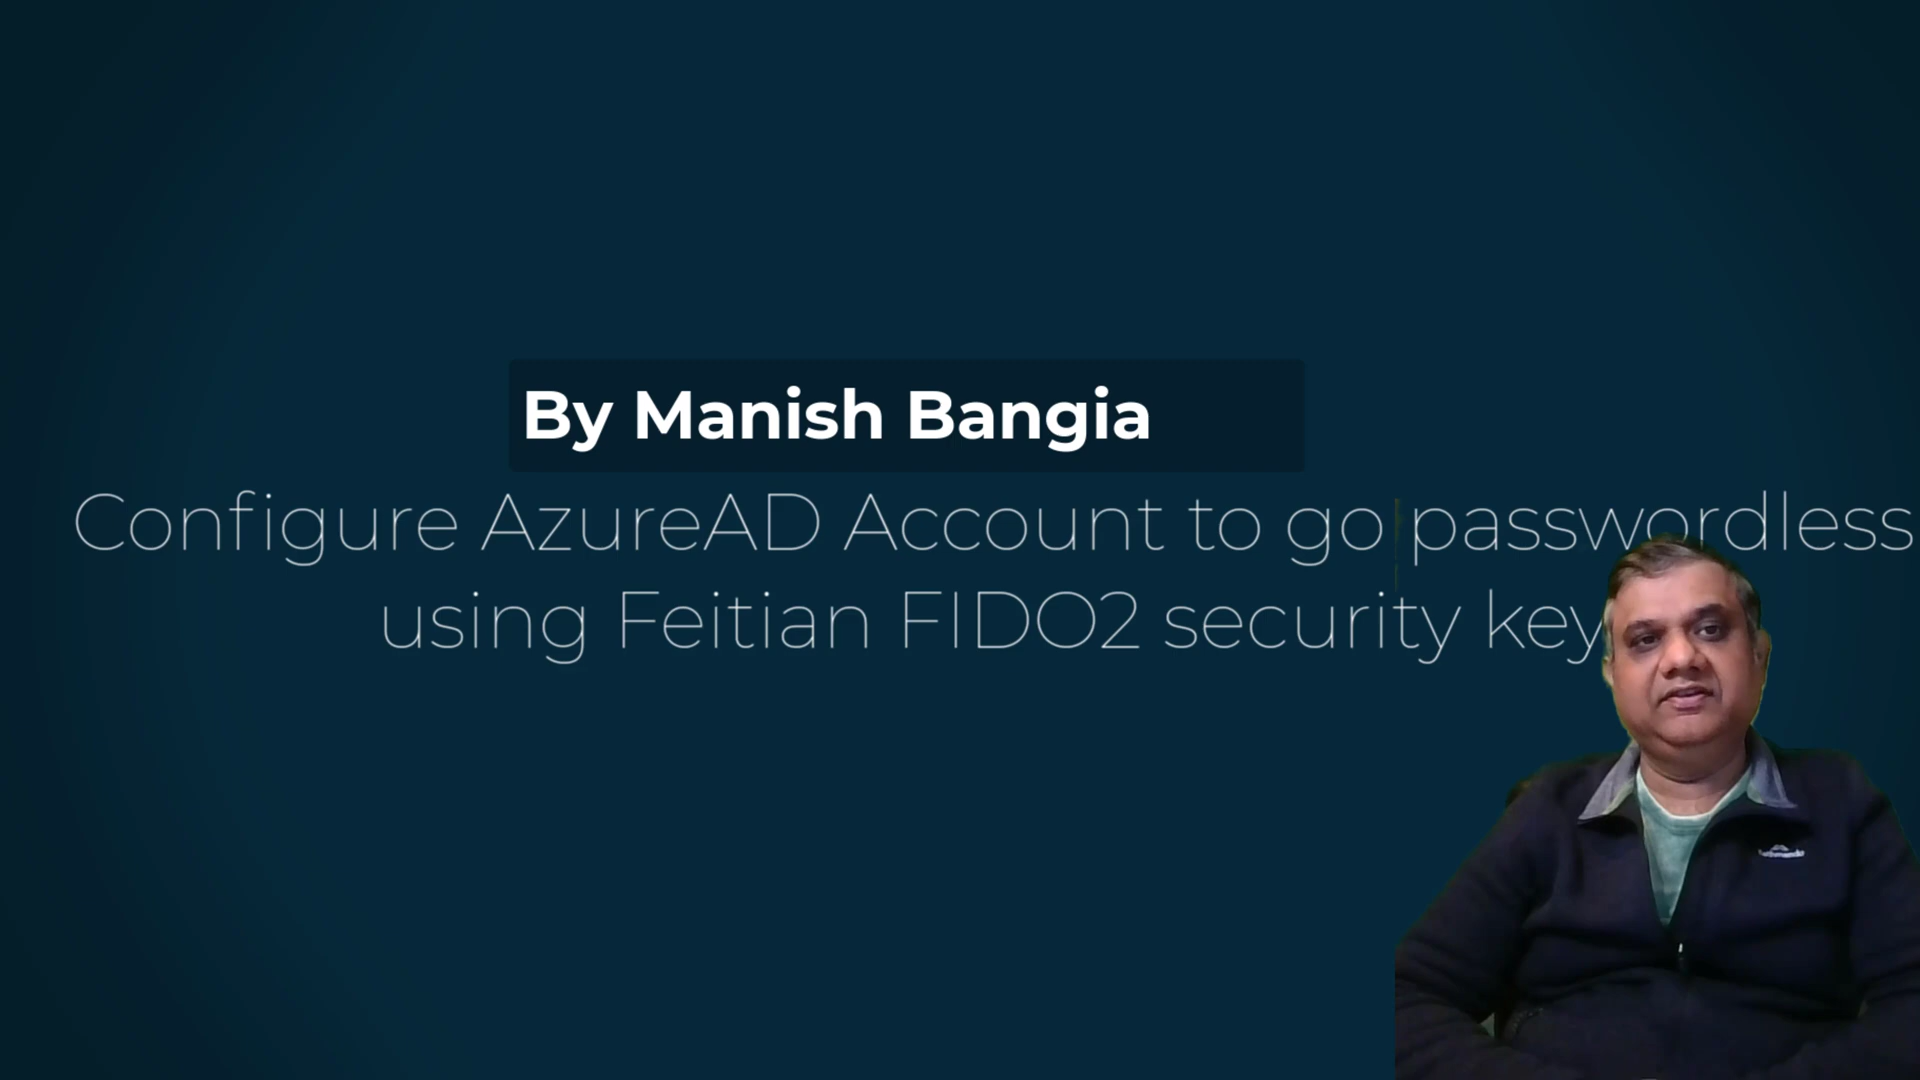 By Manish Bangia
Configure AzureAD Account to go passwordless
using Feitian FIDO2 security key